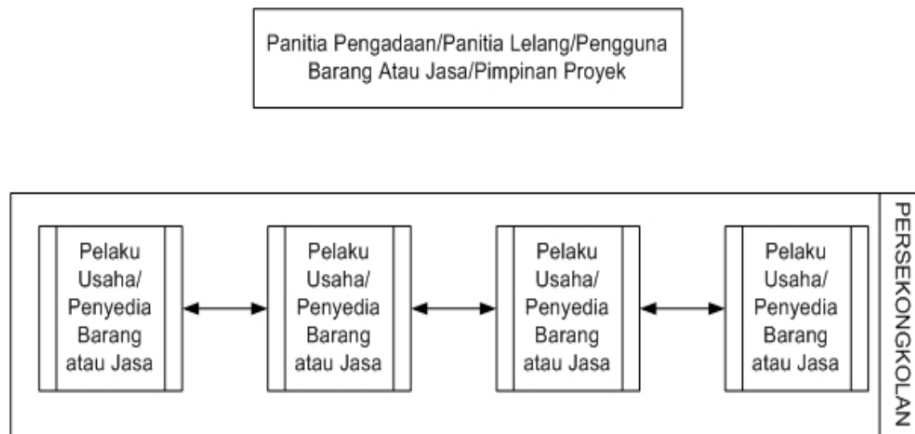 Panitia Pengadaan/Panitia Lelang/Pengguna
Barang Atau Jasa/Pimpinan Proyek
Pelaku
Usaha/
Penyedia
Barang
atau Jasa
Pelaku
Usaha/
Penyedia
Barang
atau Jasa
Pelaku
Usaha/
Penyedia
Barang
atau Jasa
Pelaku
Usaha/
Penyedia
Barang
atau Jasa
PERSEKONGKOLAN